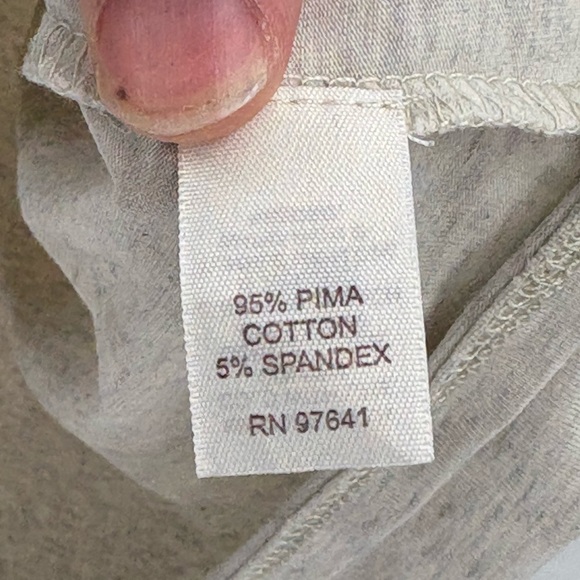 95% PIMA
COTTON
5% SPANDEX
RN 97641